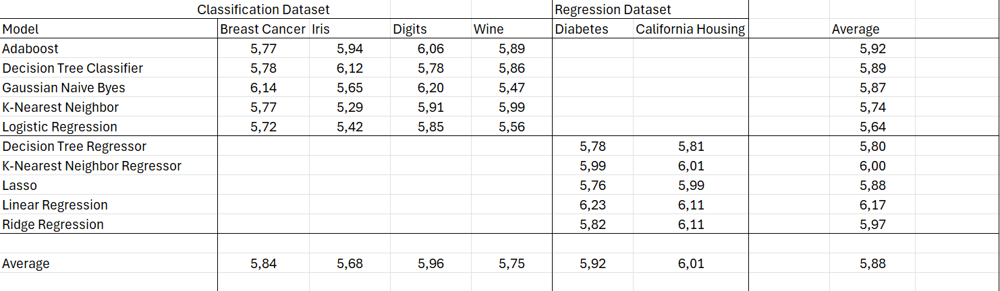 Classification Dataset Regression Dataset
Model Breast Cancer Iris Digits Wine Diabetes California Housing Average
Adaboost 5,77 5,94 6,06 5,89 5,92
Decision Tree Classifier 5,78 6,12 5,78 5,86 5,89
Gaussian Naive Byes 6,14 5,65 6,20 5,47 5,87
K-Nearest Neighbor 5,77 5,29 5,91 5,99 5,74
Logistic Regression 5,72 5,42 5,85 5,56 5,64
Decision Tree Regressor 5,78 5,81 5,80
K-Nearest Neighbor Regressor 5,99 6,01 6,00
Lasso 5,76 5,99 5,88
Linear Regression 6,23 6,11 6,17
Ridge Regression 5,82 6,11 5,97
Average 5,84 5,68 5,96 5,75 5,92 6,01 5,88